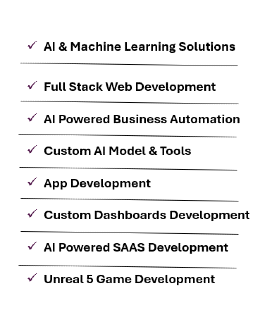 AI & Machine Learning Solutions
Full Stack Web Development
AI Powered Business Automation
Custom AI Model & Tools
App Development
Custom Dashboards Development
AI Powered SAAS Development
Unreal 5 Game Development